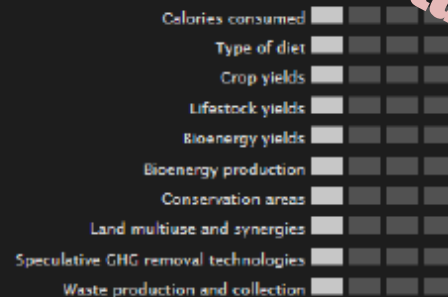 Calories consumed
Type of diet
Crop yields
Lifestock yields
Bioenergy yields
Bioenergy production
Conservation areas
Land multiuse and synergies
Speculative GHG removal technologies
Waste production and collection